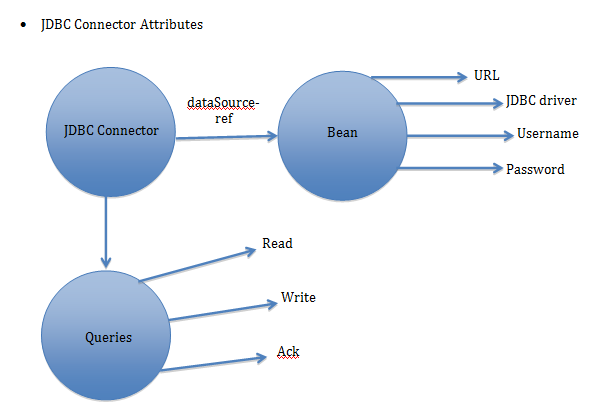 JDBC Connector Attributes
URL
dataSource-
ref
JDBC driver
JDBC Connector
Bean
Username
Password
Read
Write
Queries
Ack